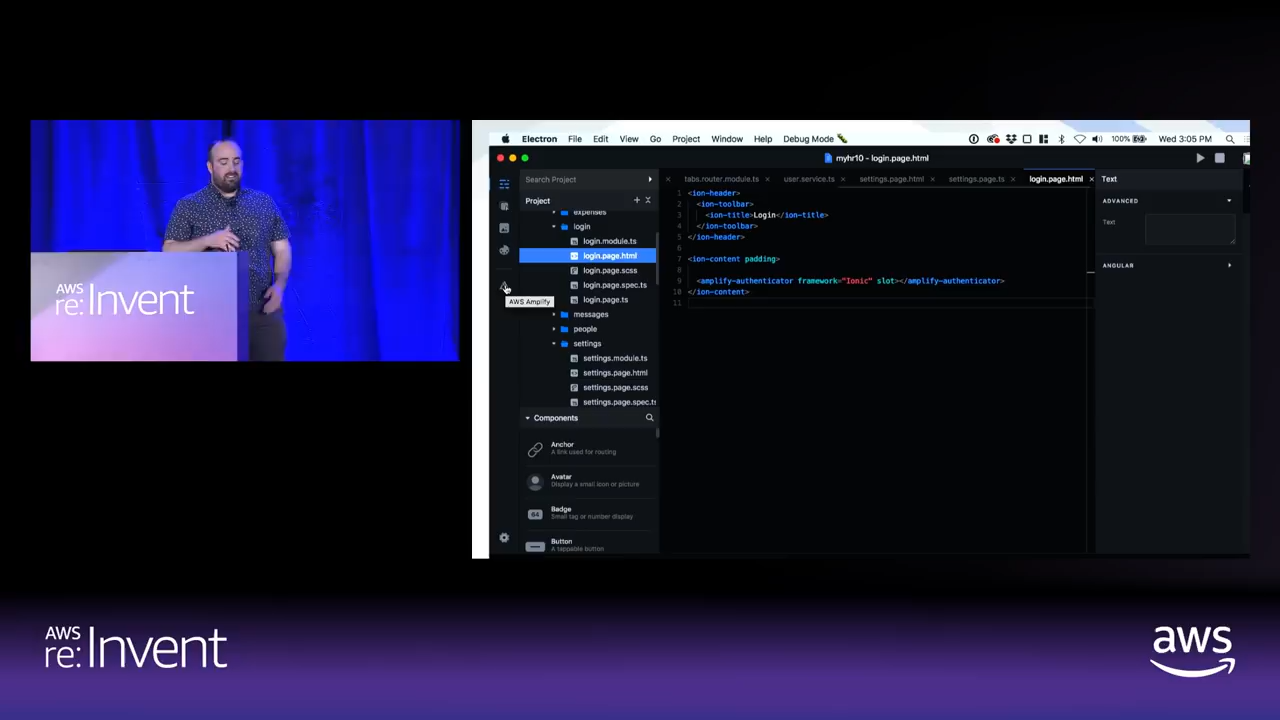 AWS
re:Invent
Electron File Edit View Go Project Window Help Debug Mode 100% Wed 3:05 PM
myhr10 - login.page.html
Search Project
tabs.router.module.ts × user.service.ts × settings.page.html × settings.page.ts × login.page.html ×
Text
Project
expenses
login
login.module.ts
login.page.html
login.page.scss
login.page.spec.ts
login.page.ts
AWS Amplify
messages
people
settings
settings.module.ts
settings.page.html
settings.page.scss
settings.page.spec.ts
Components
Anchor
A link used for routing
Avatar
Display a small icon or picture
64
Badge
Small tag or number display
Button
A tappable button
1 <ion-header>
2 <ion-toolbar>
3 <ion-title>Login</ion-title>
4 </ion-toolbar>
5 </ion-header>
6
7 <ion-content padding>
8
9 <amplify-authenticator framework="Ionic" slot></amplify-authenticator>
10 </ion-content>
11
ADVANCED
Text
ANGULAR
AWS
re:Invent
aws